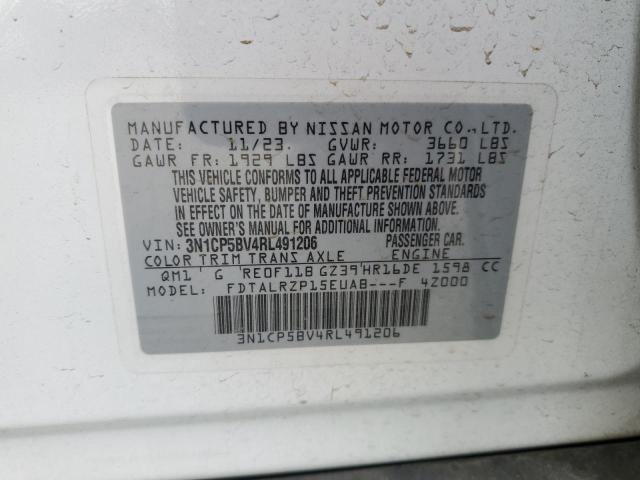 MANUFACTURED BY NISSAN MOTOR CO., LTD.
DATE: 11/23. GVWR: 3660 LBS
GAWR FR: 1929 LBS GAWR RR: 1731 LBS
THIS VEHICLE CONFORMS TO ALL APPLICABLE FEDERAL MOTOR
VEHICLE SAFETY, BUMPER AND THEFT PREVENTION STANDARDS
IN EFFECT ON THE DATE OF MANUFACTURE SHOWN ABOVE.
SEE OWNER'S MANUAL FOR ADDITIONAL INFORMATION.
VIN: 3N1CP5BV4RL491206 PASSENGER CAR.
COLOR TRIM TRANS AXLE ENGINE
QM1 G RE0F11B GZ39 HR16DE 1598 CC
MODEL: FDTALRZP15EUAB---F 4Z000
3N1CP5BV4RL491206